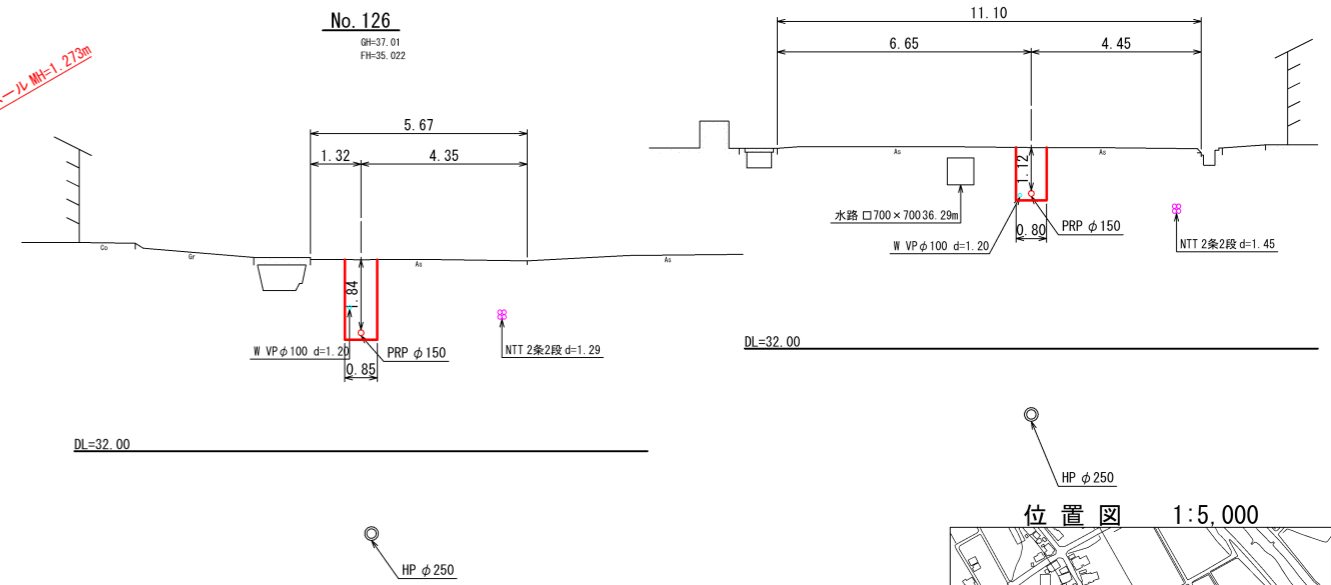 No.126
GH=37.01
FH=35.022
ール MH=1.273m
5.67
1.32
4.35
Co
Gr
As
As
1.84
W VPφ100 d=1.20
PRP φ150
0.85
NTT 2条2段 d=1.29
DL=32.00
HP φ250
11.10
6.65
4.45
As
As
1.12
水路 口700×700 36.29m
W VPφ100 d=1.20
0.80
PRP φ150
NTT 2条2段 d=1.45
DL=32.00
HP φ250
位置図 1:5,000